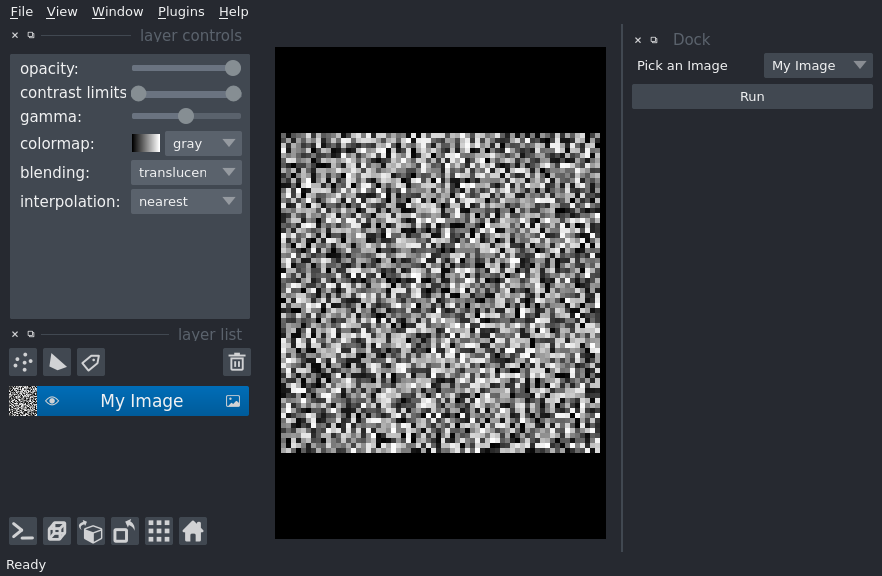 File View Window Plugins Help
layer controls
opacity:
contrast limits
gamma:
colormap: gray
blending: translucen
interpolation: nearest
layer list
My Image
Ready
Dock
Pick an Image My Image
Run